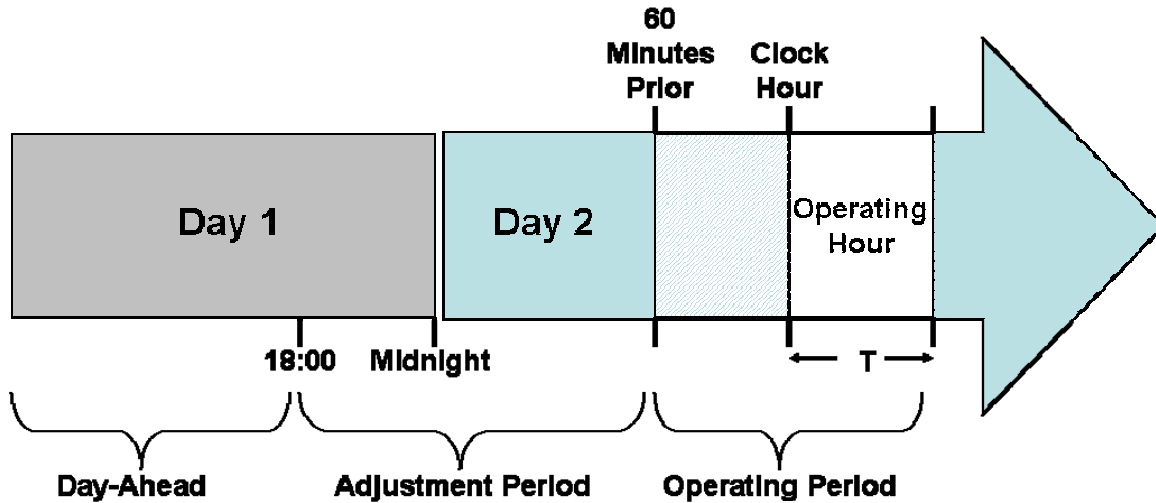 60
Minutes
Prior
Clock
Hour
Day 1
Day 2
Operating
Hour
18:00
Midnight
T
Day-Ahead
Adjustment Period
Operating Period